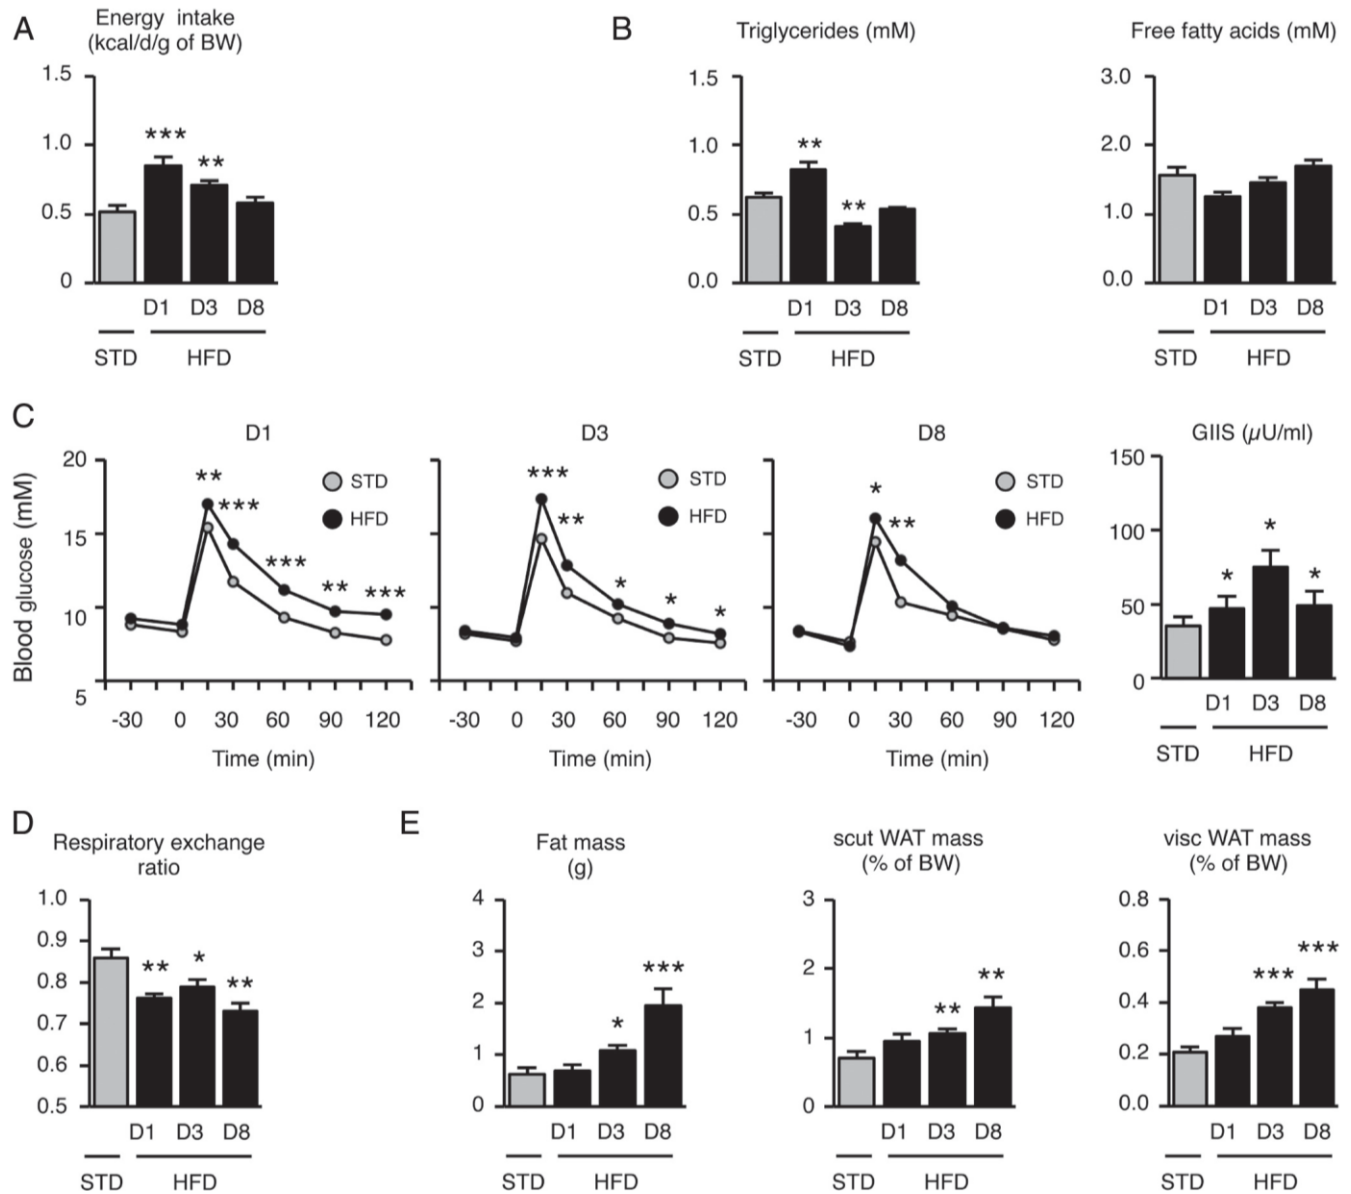 A
Energy intake
(kcal/d/g of BW)
1.5
1.0
0.5
0
***
**
D1 D3 D8
STD HFD
B
Triglycerides (mM)
1.5
1.0
0.5
0.0
**
**
D1 D3 D8
STD HFD
Free fatty acids (mM)
3.0
2.0
1.0
0.0
D1 D3 D8
STD HFD
C
Blood glucose (mM)
D1
20
15
10
5
**
***
***
**
***
STD
HFD
-30 0 30 60 90 120
Time (min)
D3
***
**
*
*
*
STD
HFD
-30 0 30 60 90 120
Time (min)
D8
*
**
STD
HFD
-30 0 30 60 90 120
Time (min)
GIIS (µU/ml)
150
100
50
0
*
*
*
D1 D3 D8
STD HFD
D
Respiratory exchange
ratio
1.0
0.9
0.8
0.7
0.6
0.5
**
*
**
D1 D3 D8
STD HFD
E
Fat mass
(g)
4
3
2
1
0
*
***
D1 D3 D8
STD HFD
scut WAT mass
(% of BW)
3
2
1
0
**
**
D1 D3 D8
STD HFD
visc WAT mass
(% of BW)
0.8
0.6
0.4
0.2
0.0
***
***
D1 D3 D8
STD HFD